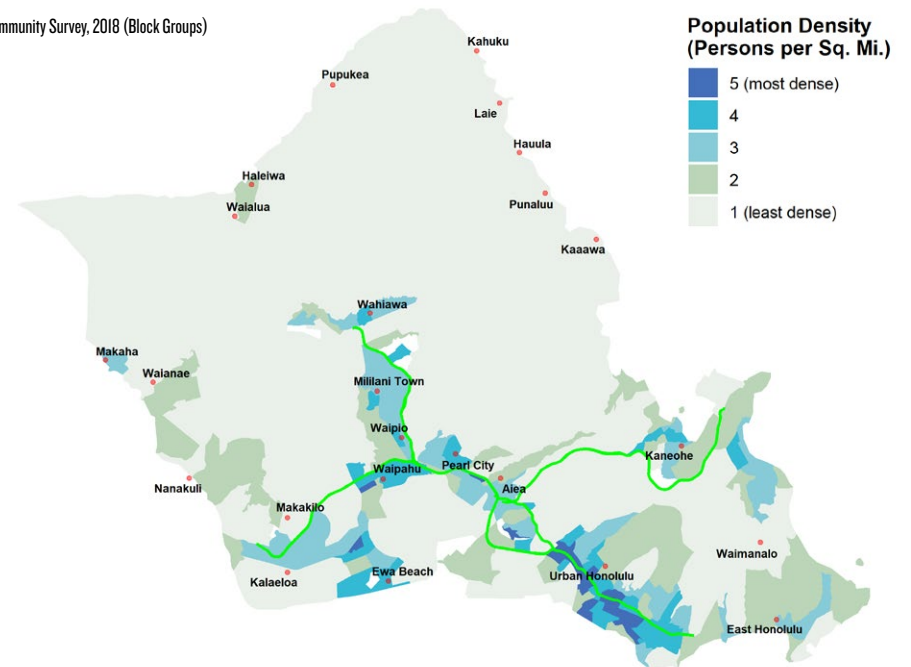 mmunity Survey, 2018 (Block Groups)
Population Density
(Persons per Sq. Mi.)
5 (most dense)
4
3
2
1 (least dense)
Kahuku
Pupukea
Laie
Hauula
Haleiwa
Waialua
Punaluu
Kaaawa
Wahiawa
Makaha
Waianae
Mililani Town
Waipio
Kaneohe
Waipahu
Pearl City
Nanakuli
Aiea
Makakilo
Waimanalo
Kalaeloa
Ewa Beach
Urban Honolulu
East Honolulu